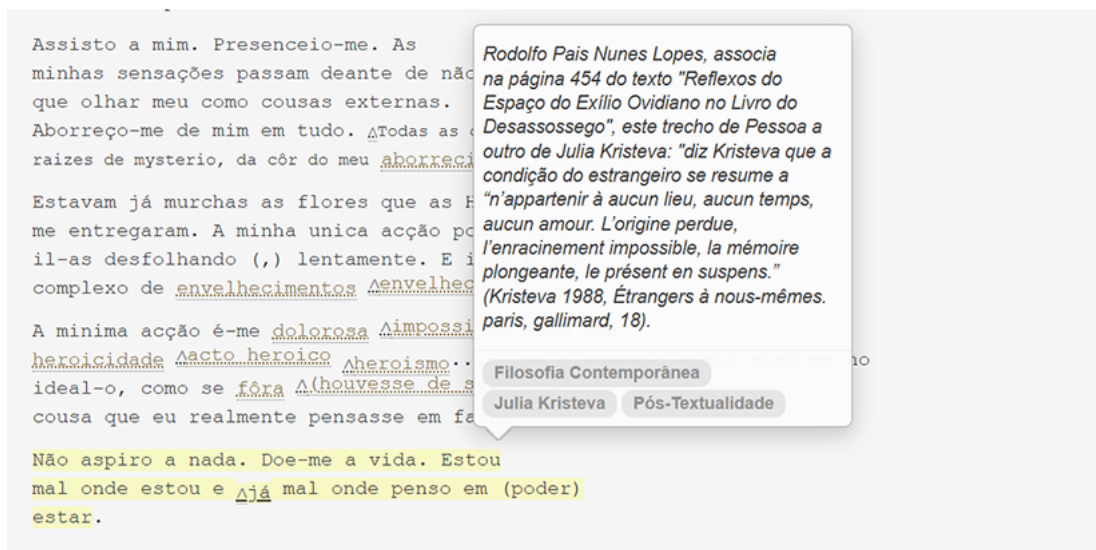 Assisto a mim. Presenceio-me. As
minhas sensações passam deante de não
que olhar meu como cousas externas.
Aborreço-me de mim em tudo. ^Todas as
raizes de mysterio, da côr do meu aborreci
Estavam já murchas as flores que as H
me entregaram. A minha unica acção po
il-as desfolhando (,) lentamente. E
complexo de envelhecimentos ^envelhec
A minima acção é-me dolorosa ^impossi
heroicidade ^acto heroico ^heroismo
ideal-o, como se fôra ^(houvesse de s
cousa que eu realmente pensasse em fa
Não aspiro a nada. Doe-me a vida. Estou
mal onde estou e ^já mal onde penso em (poder)
estar.
Rodolfo Pais Nunes Lopes, associa
na página 454 do texto "Reflexos do
Espaço do Exílio Ovidiano no Livro do
Desassossego", este trecho de Pessoa a
outro de Julia Kristeva: "diz Kristeva que a
condição do estrangeiro se resume a
“n’appartenir à aucun lieu, aucun temps,
aucun amour. L’origine perdue,
l’enracinement impossible, la mémoire
plongeante, le présent en suspens.”
(Kristeva 1988, Étrangers à nous-mêmes.
paris, gallimard, 18).
Filosofia Contemporânea
Julia Kristeva Pós-Textualidade